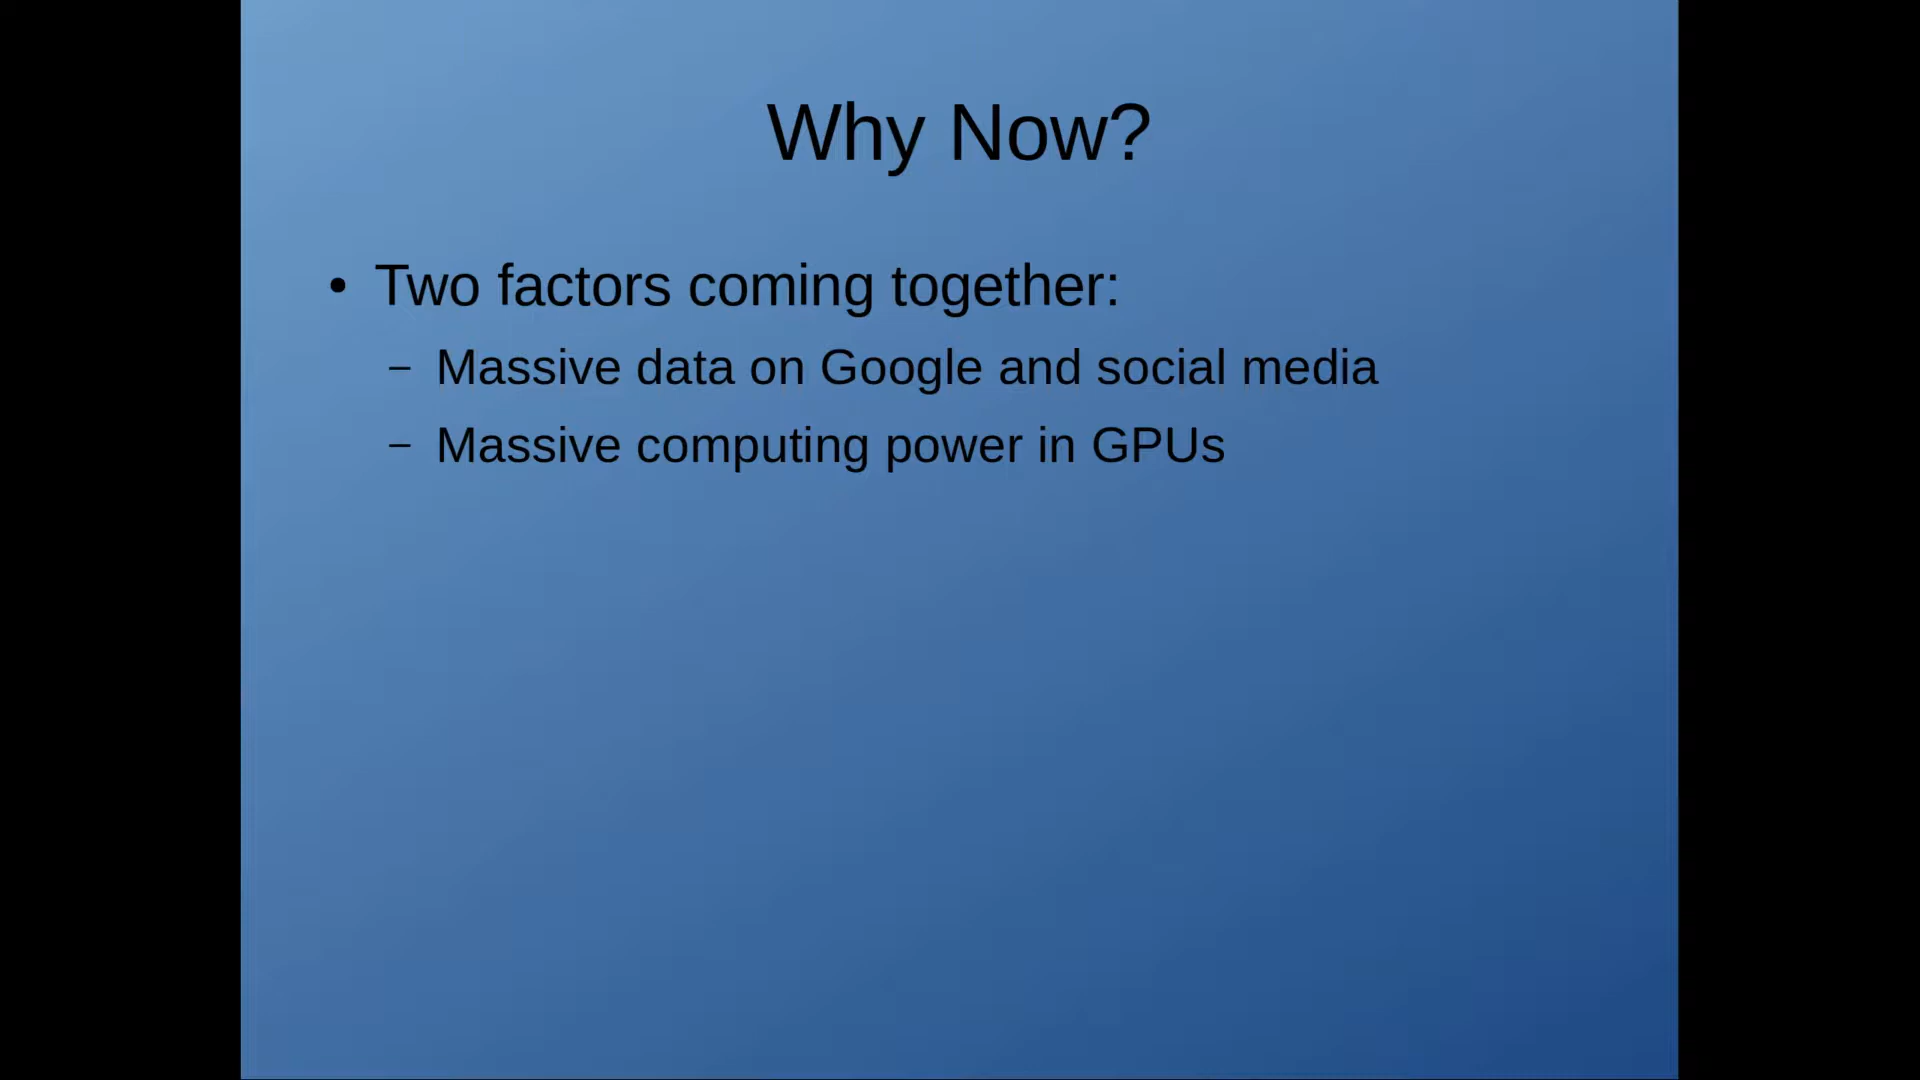 Why Now?
• Two factors coming together:
– Massive data on Google and social media
– Massive computing power in GPUs